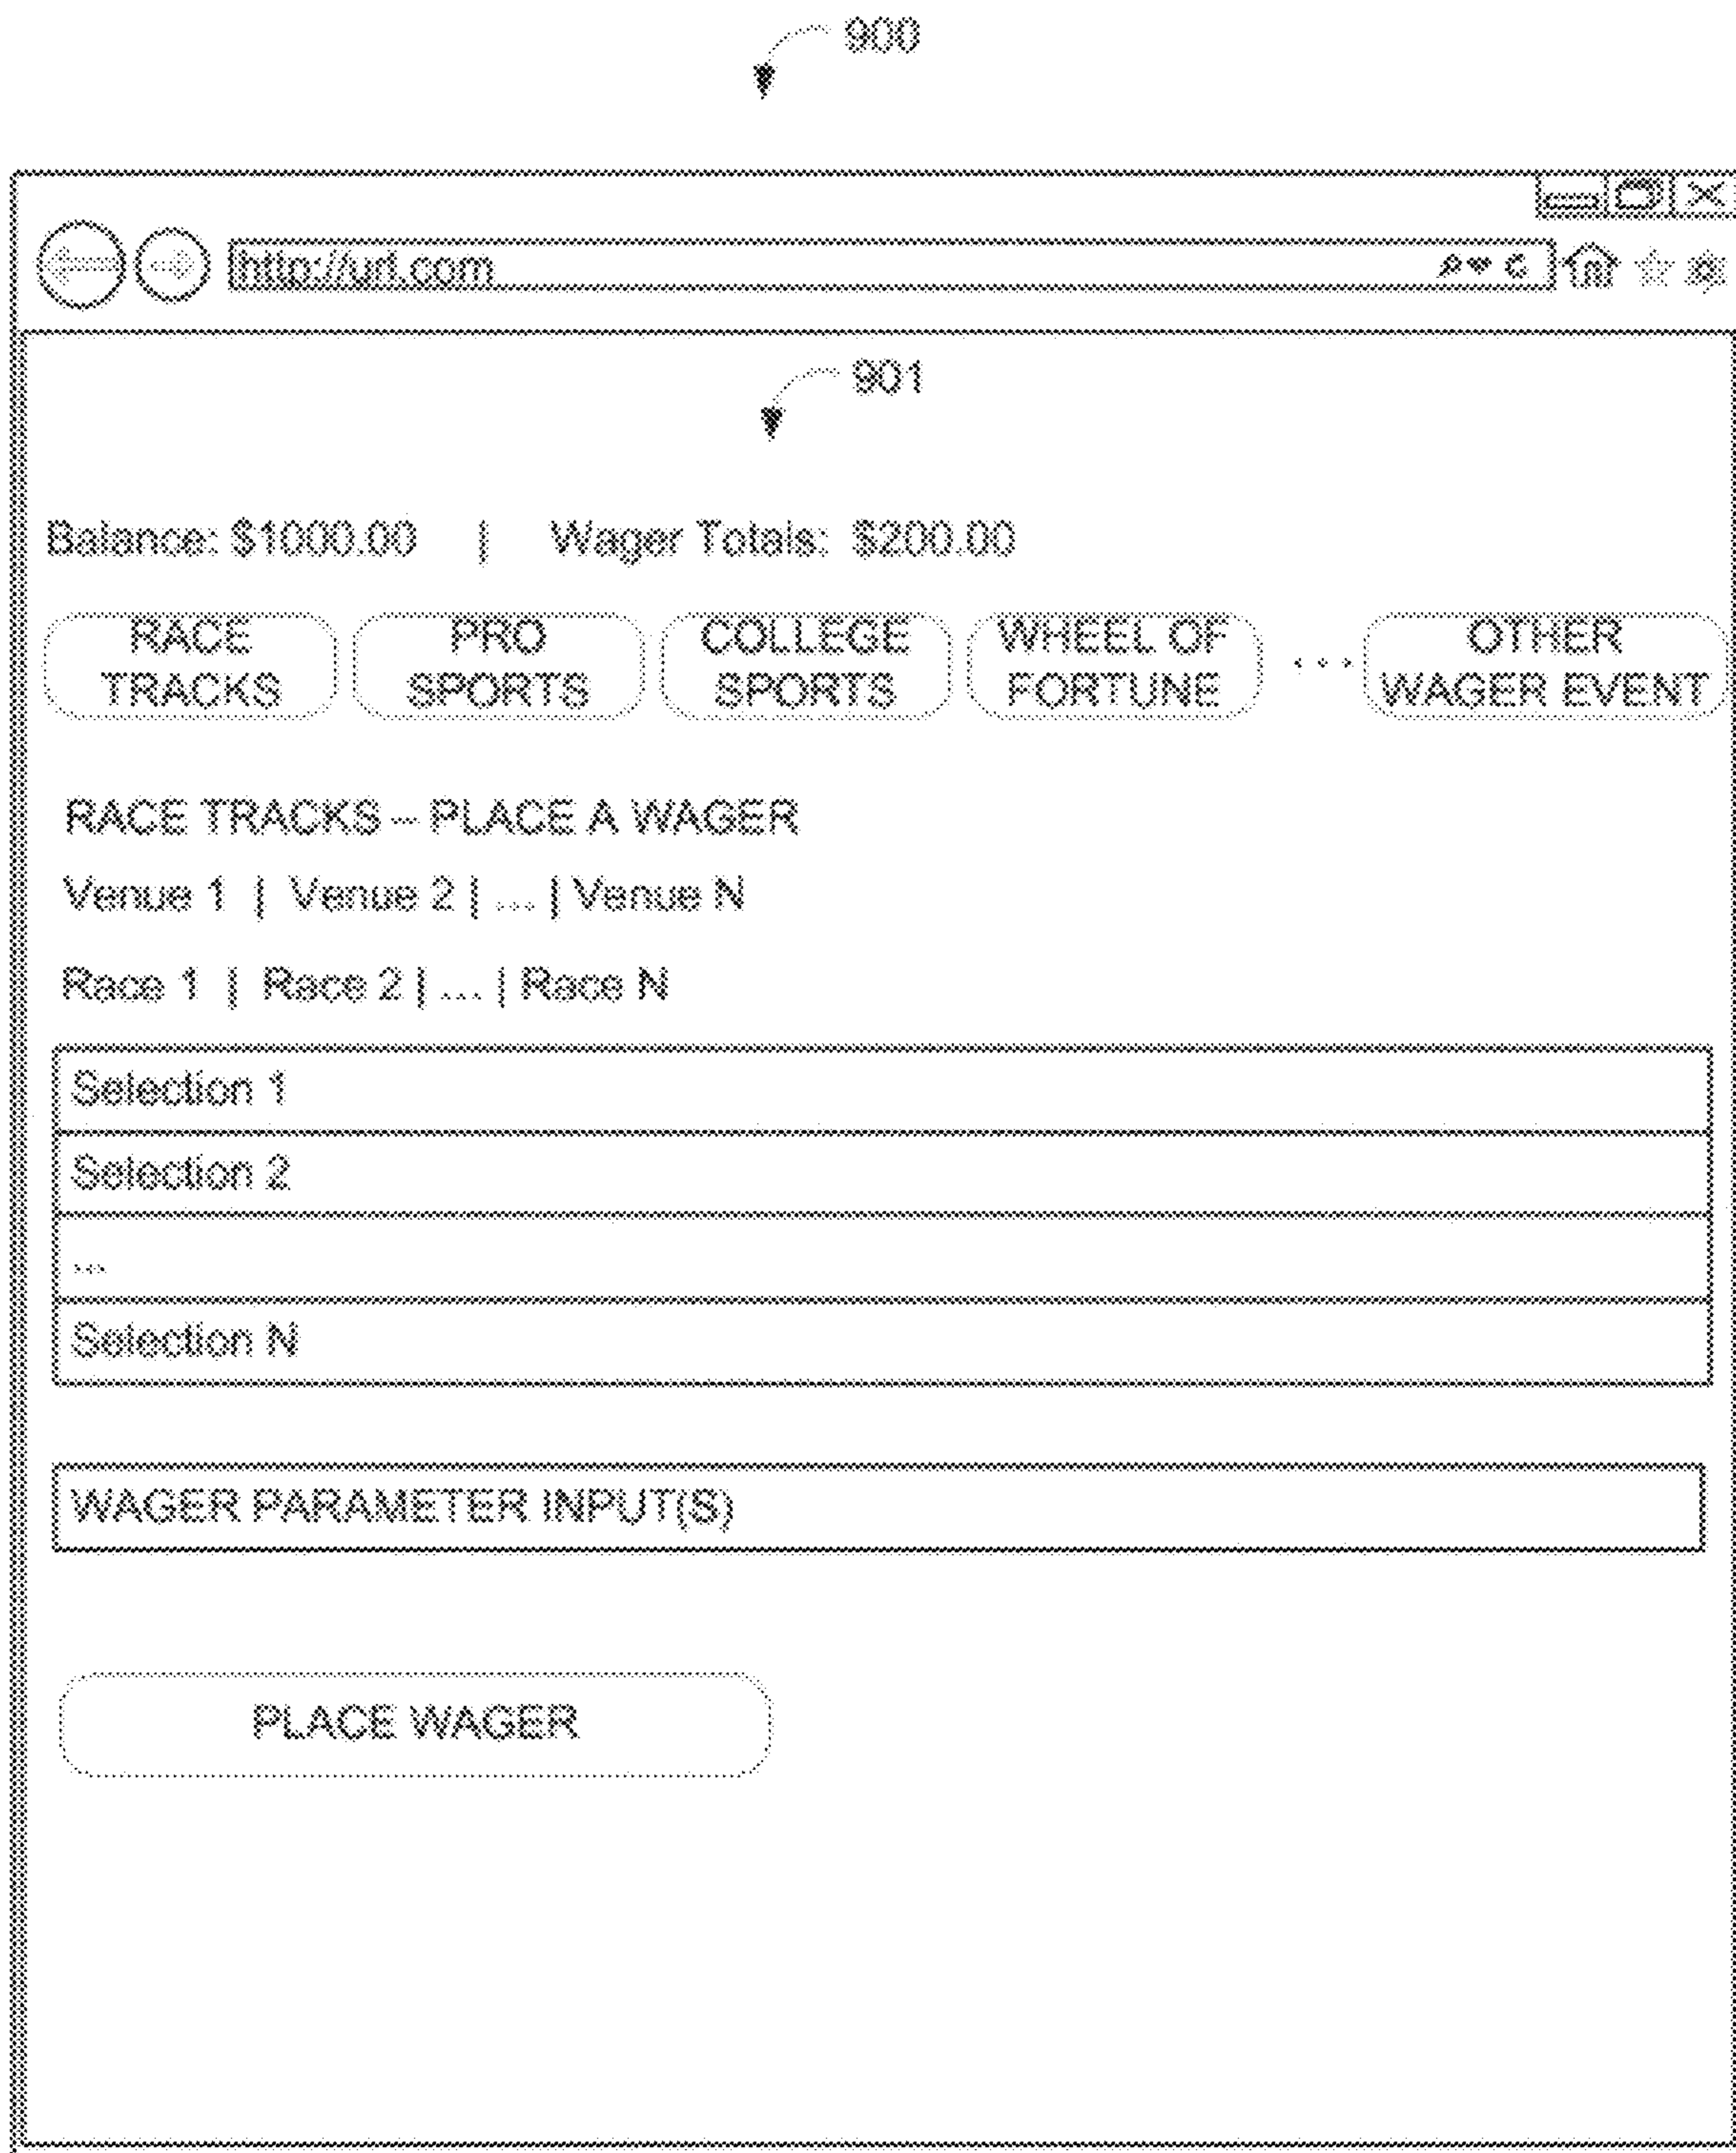 900
http://url.com
901
Balance: $1000.00 | Wager Totals: $200.00
RACE TRACKS
PRO SPORTS
COLLEGE SPORTS
WHEEL OF FORTUNE
...
OTHER WAGER EVENT
RACE TRACKS – PLACE A WAGER
Venue 1 | Venue 2 | ... | Venue N
Race 1 | Race 2 | ... | Race N
Selection 1
Selection 2
...
Selection N
WAGER PARAMETER INPUT(S)
PLACE WAGER